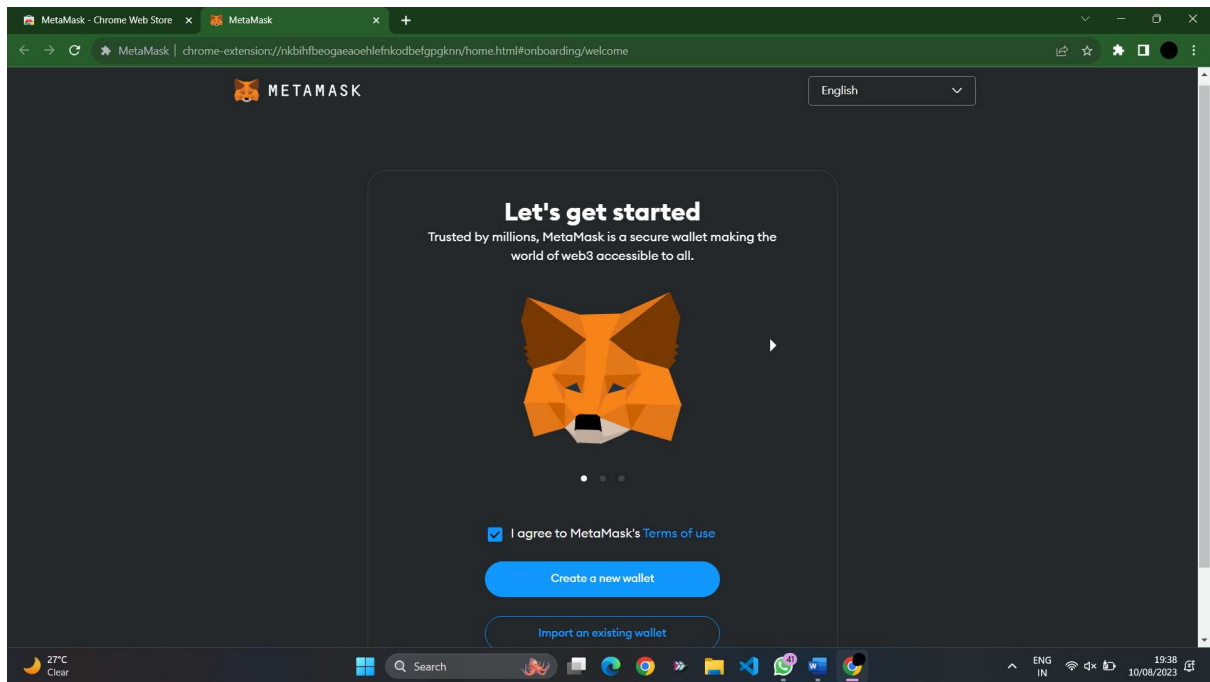 MetaMask - Chrome Web Store
MetaMask
MetaMask | chrome-extension://nkbihfbeogaeaoehlefnkodbefgpgknn/home.html#onboarding/welcome
METAMASK
English
Let's get started
Trusted by millions, MetaMask is a secure wallet making the
world of web3 accessible to all.
I agree to MetaMask's Terms of use
Create a new wallet
Import an existing wallet
27°C
Clear
Search
41
ENG
IN
19:38
10/08/2023